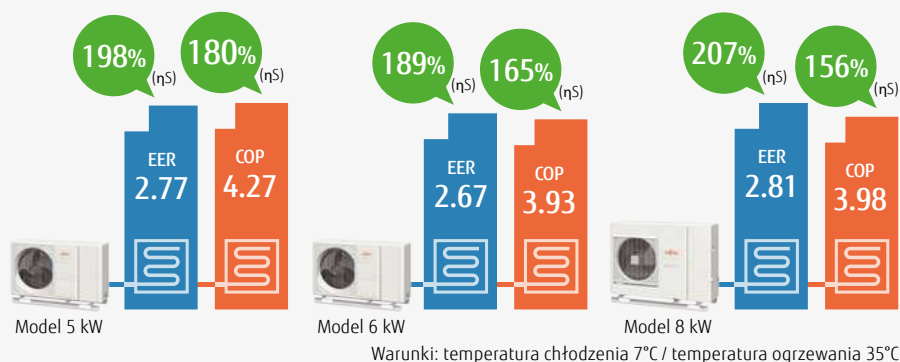 198% (ηS)
180% (ηS)
EER
2.77
COP
4.27
Model 5 kW
189% (ηS)
165% (ηS)
EER
2.67
COP
3.93
Model 6 kW
207% (ηS)
156% (ηS)
EER
2.81
COP
3.98
Model 8 kW
Warunki: temperatura chłodzenia 7°C / temperatura ogrzewania 35°C